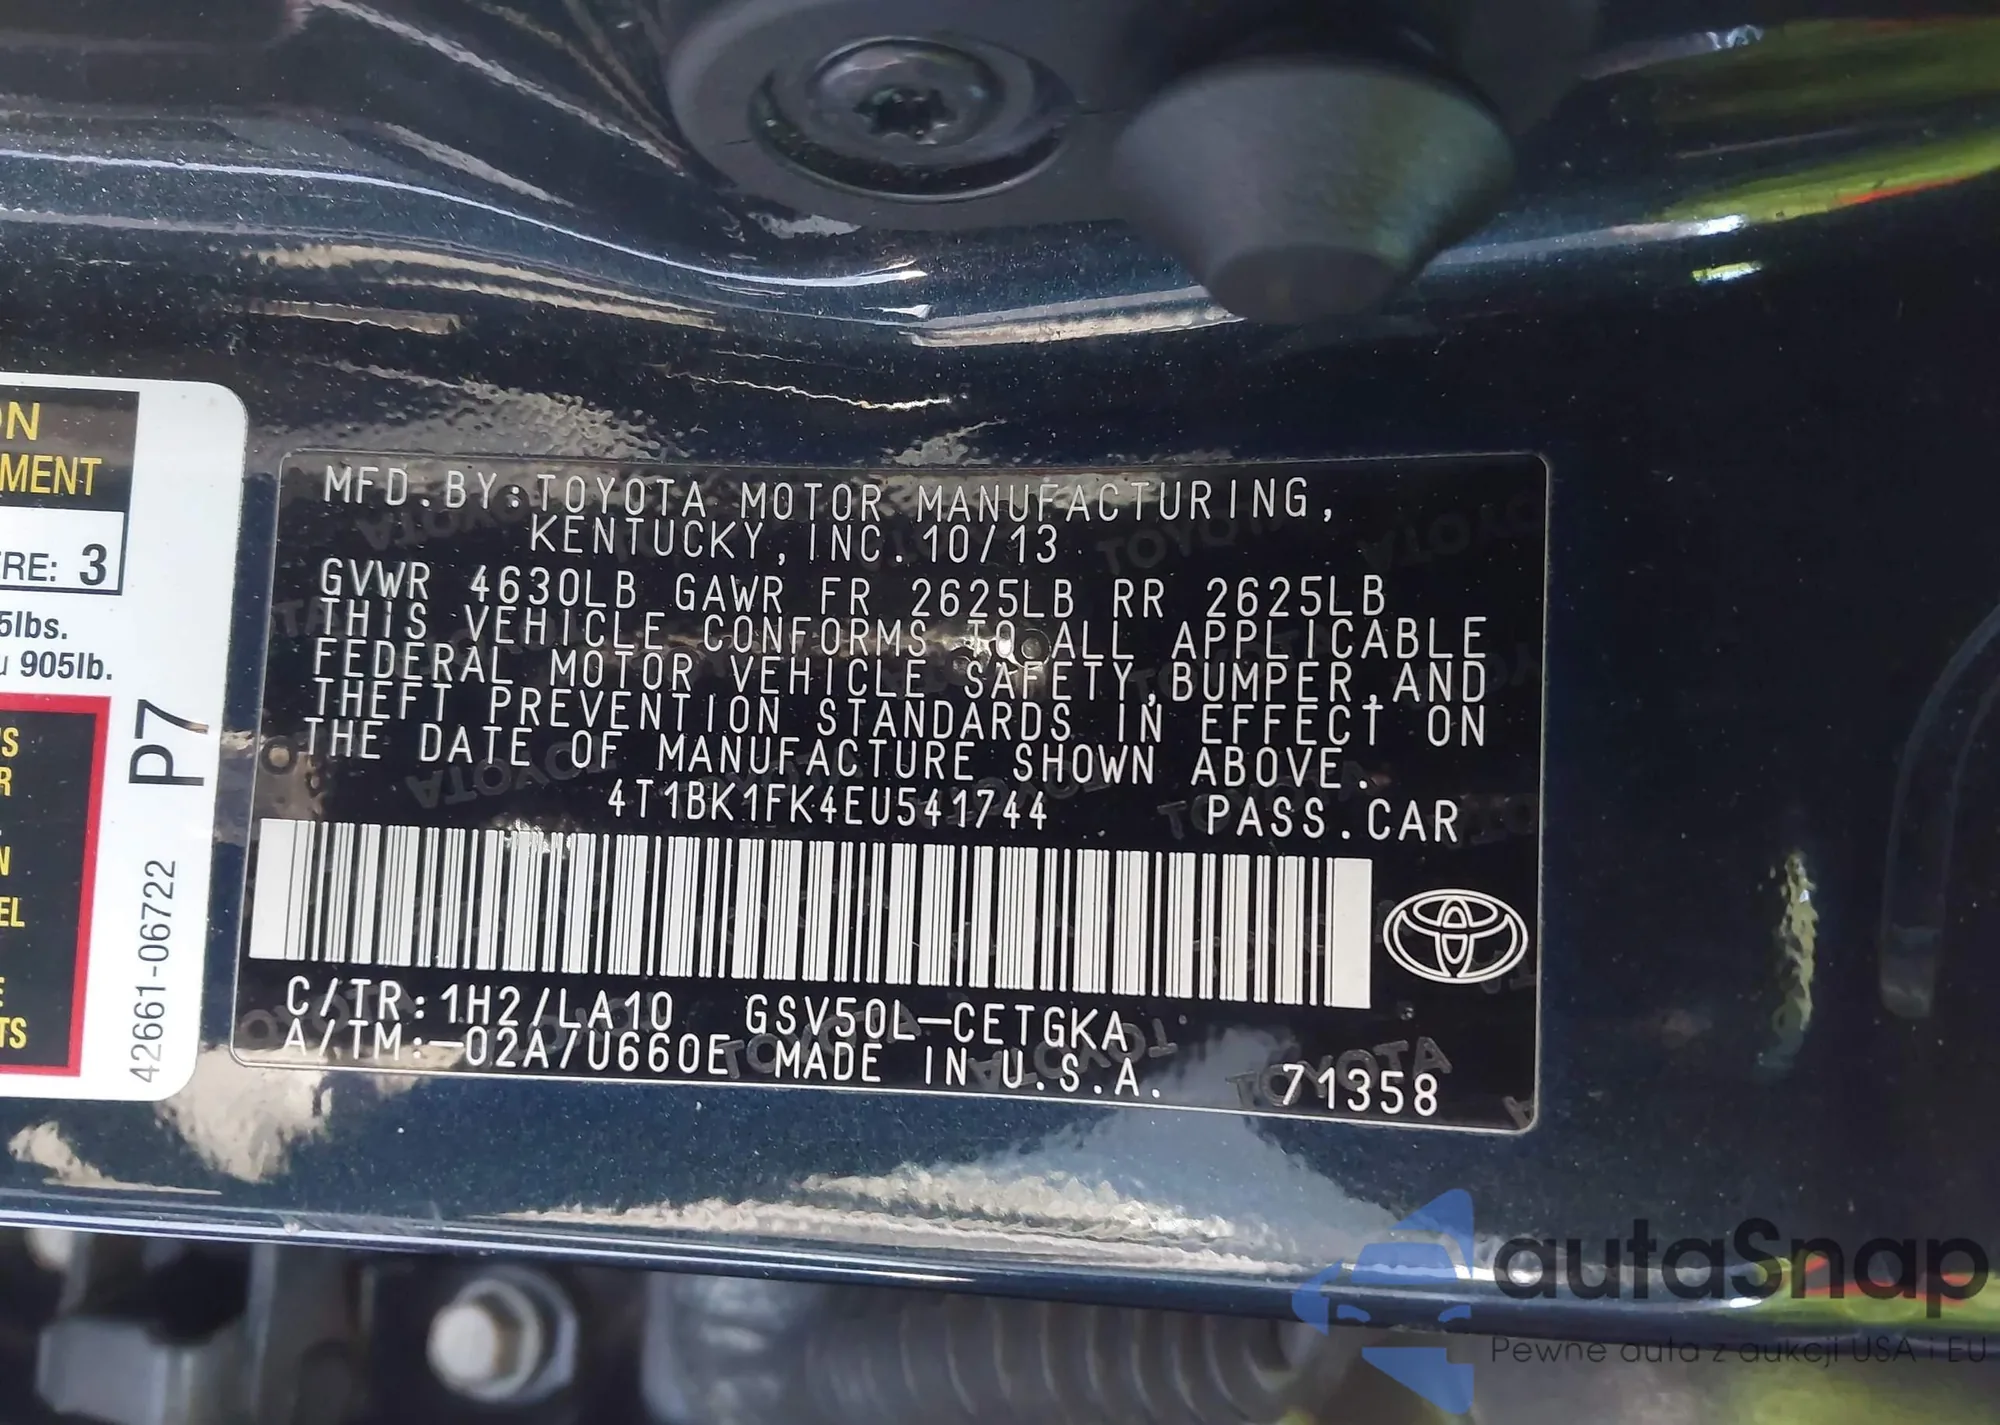 ON
MENT
RE: 3
5lbs.
u 905lb.
'S
R
N
EL
E
TS
P7
42661-06722
MFD.BY:TOYOTA MOTOR MANUFACTURING,
KENTUCKY,INC.10/13
GVWR 4630LB GAWR FR 2625LB RR 2625LB
THIS VEHICLE CONFORMS TO ALL APPLICABLE
FEDERAL MOTOR VEHICLE SAFETY,BUMPER,AND
THEFT PREVENTION STANDARDS IN EFFECT ON
THE DATE OF MANUFACTURE SHOWN ABOVE.
4T1BK1FK4EU541744 PASS.CAR
C/TR:1H2/LA10 GSV50L-CETGKA
A/TM:-02A/U660E MADE IN U.S.A. 71358
autaSnap
Pewne auta z aukcji USA i EU